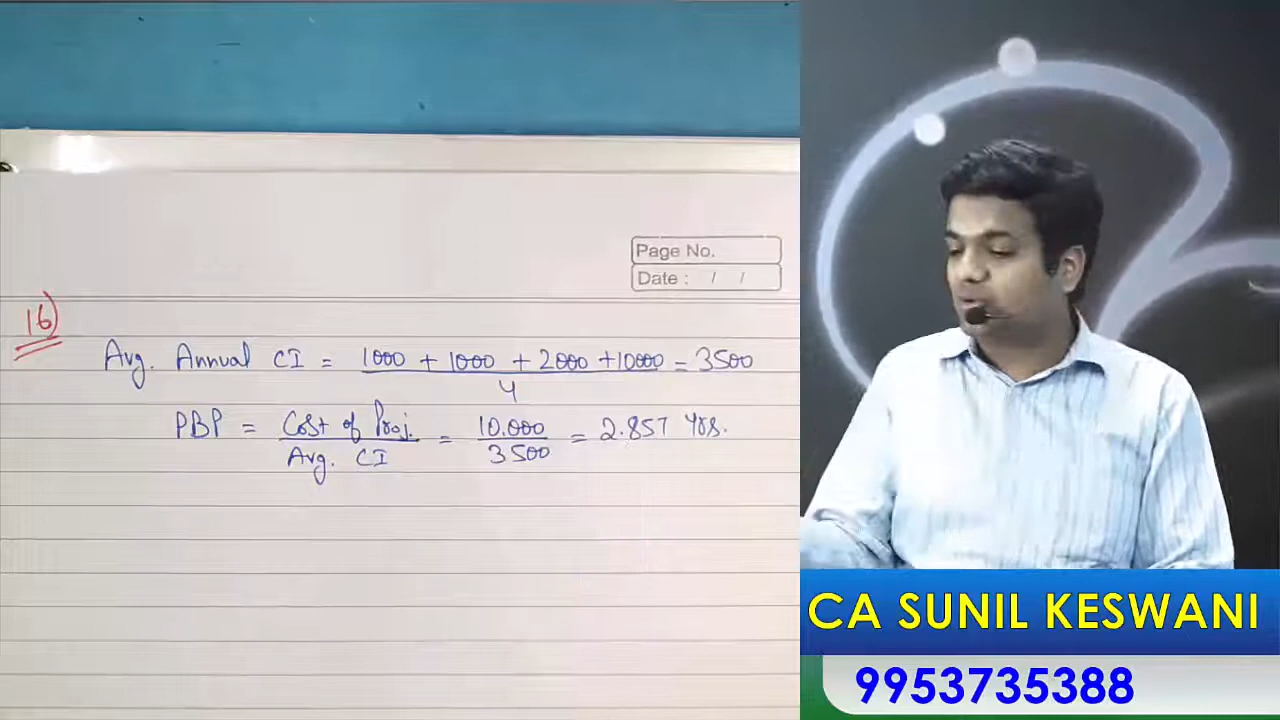 Page No.
Date : / /
16)
Avg. Annual CI = 1000 + 1000 + 2000 + 10000 = 3500
4
PBP = Cost of Proj. = 10.000 = 2.857 Yrs.
Avg. CI 3500
CA SUNIL KESWANI
9953735388